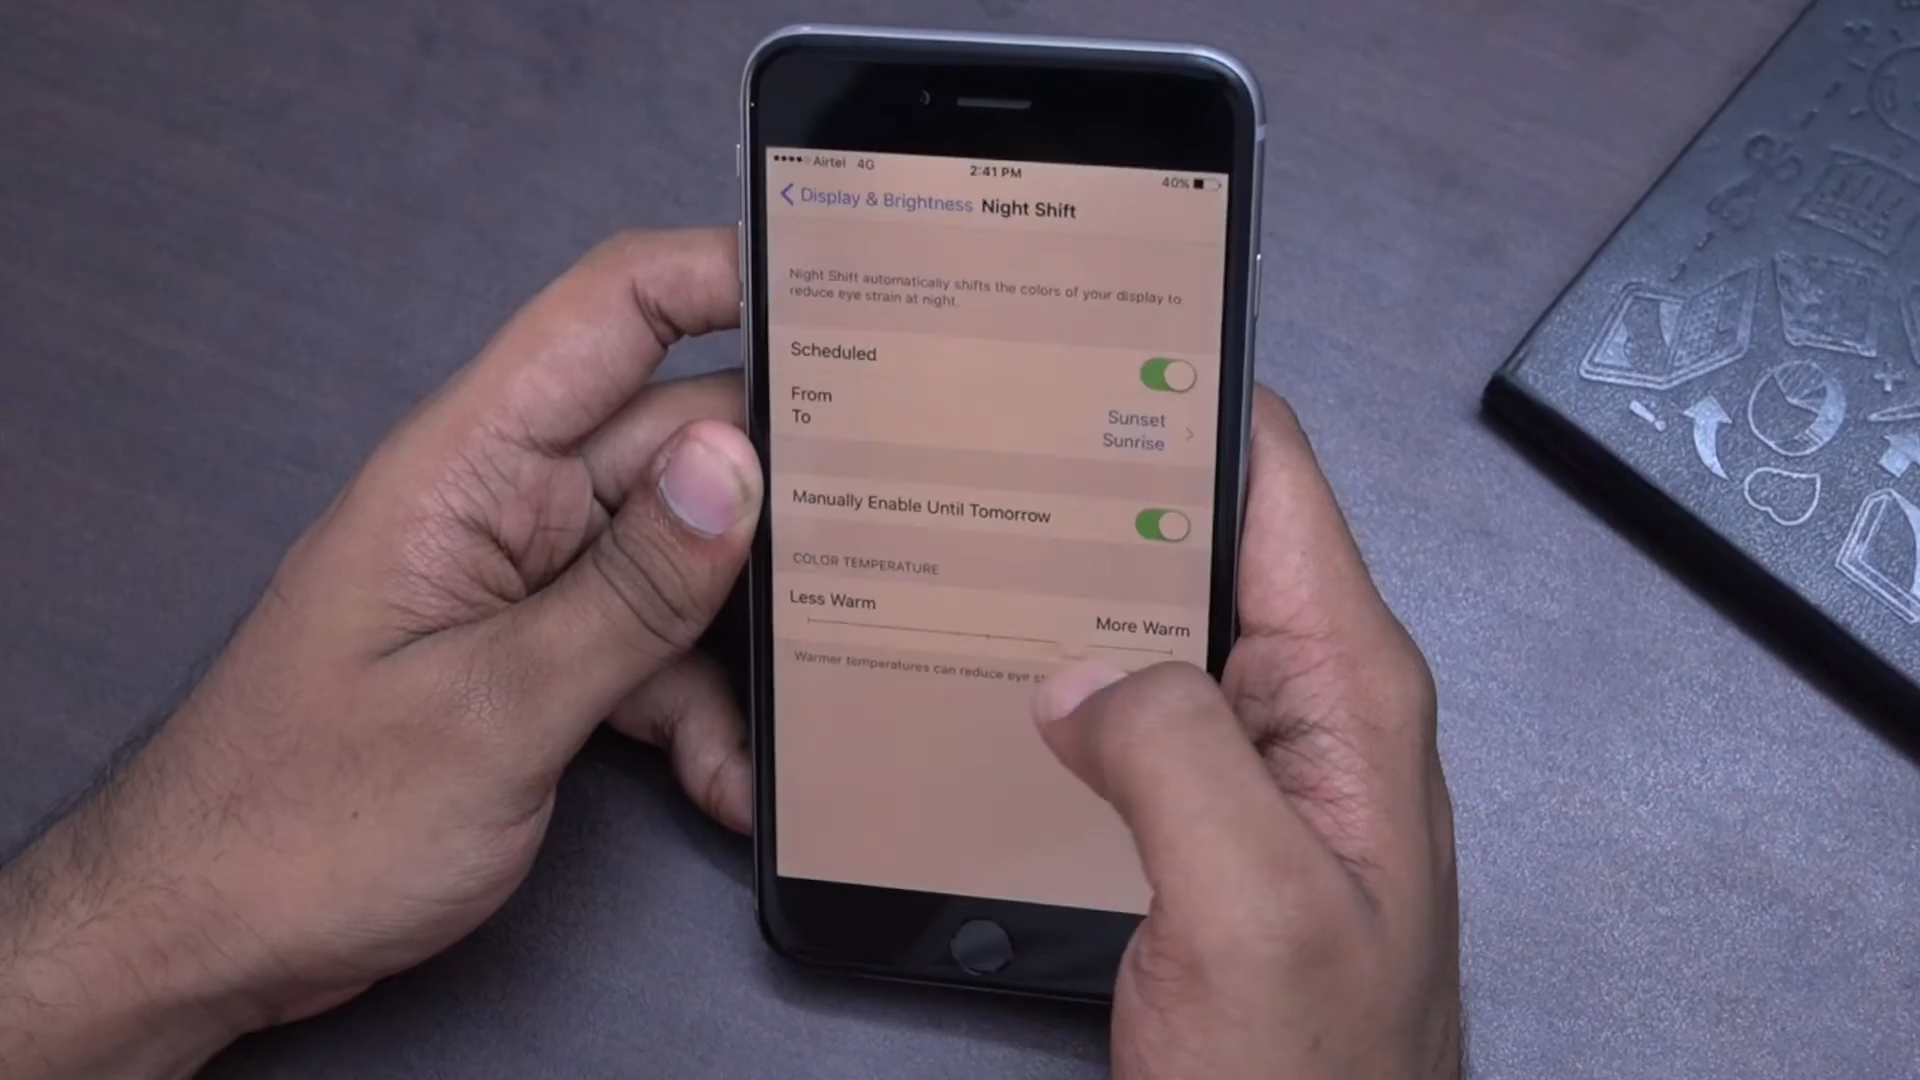 Airtel 4G 2:41 PM 40%
Display & Brightness Night Shift
Night Shift automatically shifts the colors of your display to
reduce eye strain at night.
Scheduled
From
To
Sunset
Sunrise
Manually Enable Until Tomorrow
COLOR TEMPERATURE
Less Warm
More Warm
Warmer temperatures can reduce eye